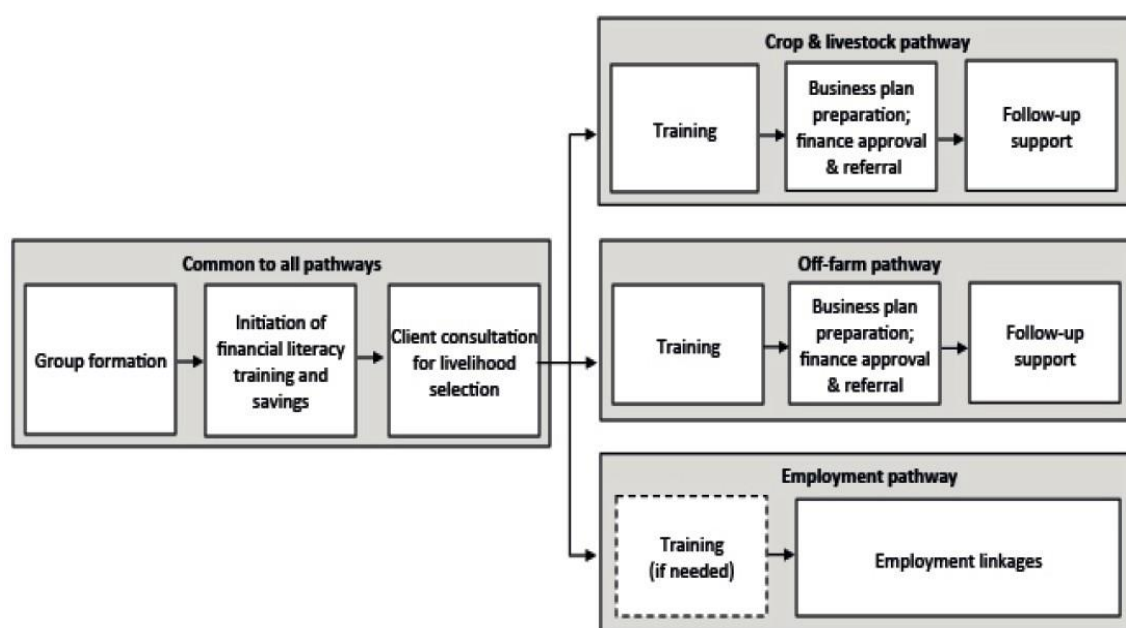 Crop & livestock pathway
Training
Business plan
preparation;
finance approval
& referral
Follow-up
support
Common to all pathways
Group formation
Initiation of
financial literacy
training and
savings
Client consultation
for livelihood
selection
Off-farm pathway
Training
Business plan
preparation;
finance approval
& referral
Follow-up
support
Employment pathway
Training
(if needed)
Employment linkages